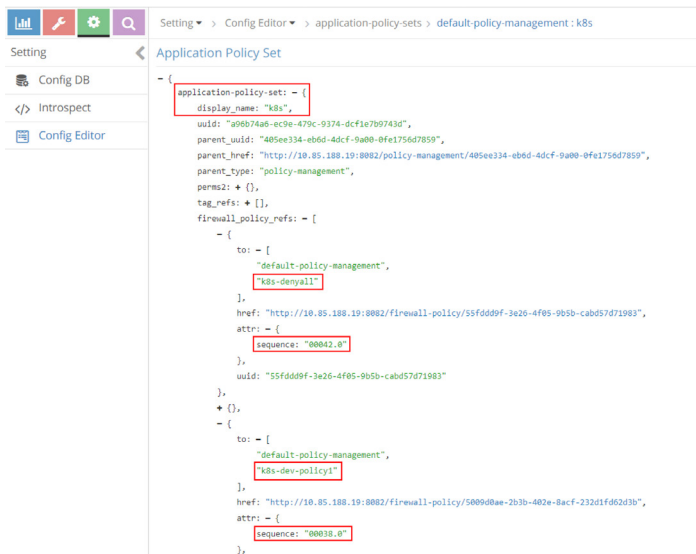 Setting > Config Editor > application-policy-sets > default-policy-management : k8s
Setting
Application Policy Set
Config DB
</> Introspect
Config Editor
− {
application-policy-set: − {
display_name: "k8s",
uuid: "a96b74a6-ec9e-479c-9374-dcf1e7b9743d",
parent_uuid: "405ee334-eb6d-4dcf-9a00-0fe1756d7859",
parent_href: "http://10.85.188.19:8082/policy-management/405ee334-eb6d-4dcf-9a00-0fe1756d7859",
parent_type: "policy-management",
perms2: + {},
tag_refs: + [],
firewall_policy_refs: − [
− {
to: − [
"default-policy-management",
"k8s-denyall"
],
href: "http://10.85.188.19:8082/firewall-policy/55fddd9f-3e26-4f05-9b5b-cabd57d71983",
attr: − {
sequence: "00042.0"
},
uuid: "55fddd9f-3e26-4f05-9b5b-cabd57d71983"
},
+ {},
− {
to: − [
"default-policy-management",
"k8s-dev-policy1"
],
href: "http://10.85.188.19:8082/firewall-policy/5009d0ae-2b3b-402e-8acf-232d1fd62d3b",
attr: − {
sequence: "00038.0"
},